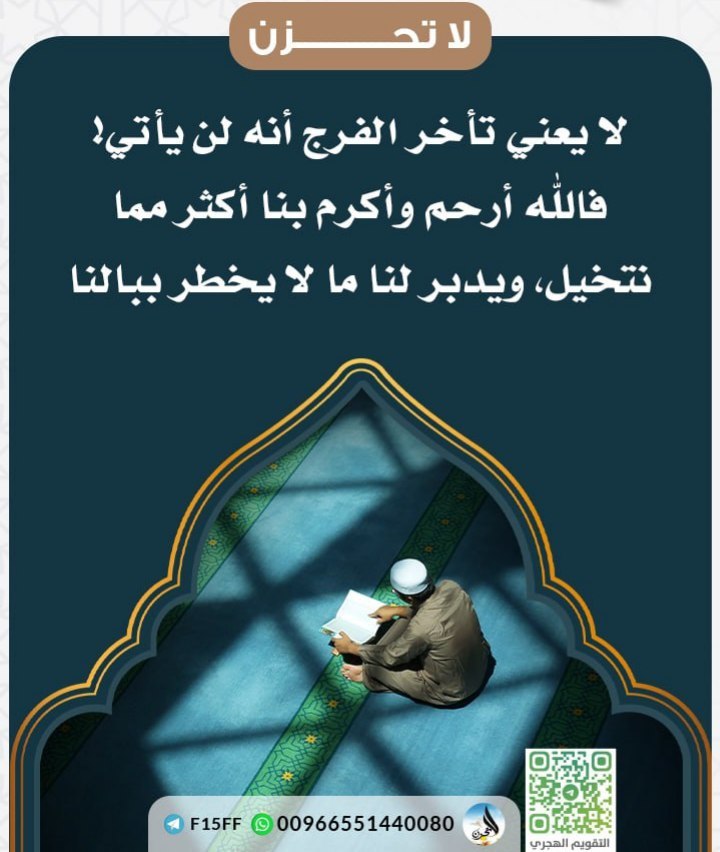 لا تحـــــــزن
لا يعني تأخر الفرج أنه لن يأتي!
فالله أرحم وأكرم بنا أكثر مما
نتخيل، ويدبر لنا ما لا يخطر ببالنا
F15FF 00966551440080
التقويم الهجري